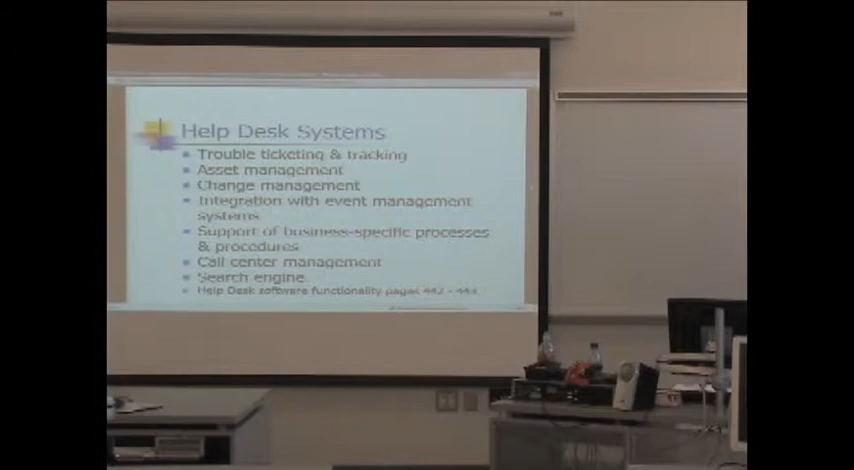 Help Desk Systems
Trouble ticketing & tracking
Asset management
Change management
Integration with event management
systems
Support of business-specific processes
& procedures
Call center management
Search engine
Help Desk software functionality pages 442 - 443